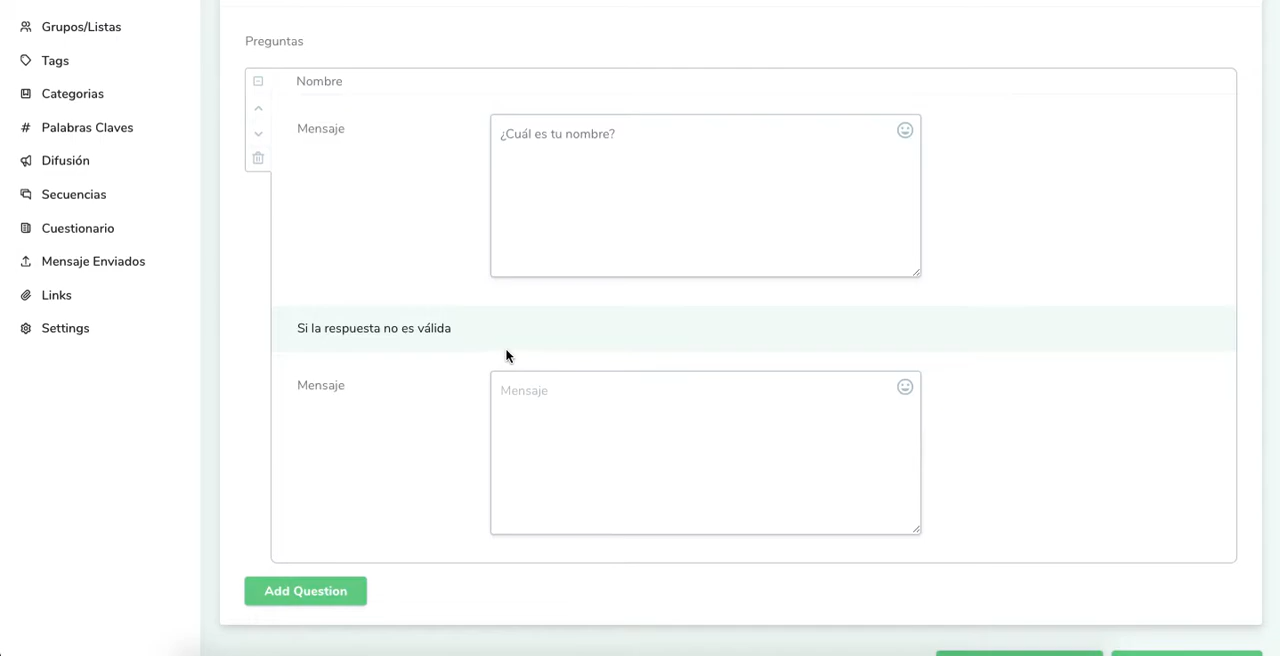 Grupos/Listas
Tags
Categorias
Palabras Claves
Difusión
Secuencias
Cuestionario
Mensaje Enviados
Links
Settings
Preguntas
Nombre
Mensaje
¿Cuál es tu nombre?
Si la respuesta no es válida
Mensaje
Mensaje
Add Question